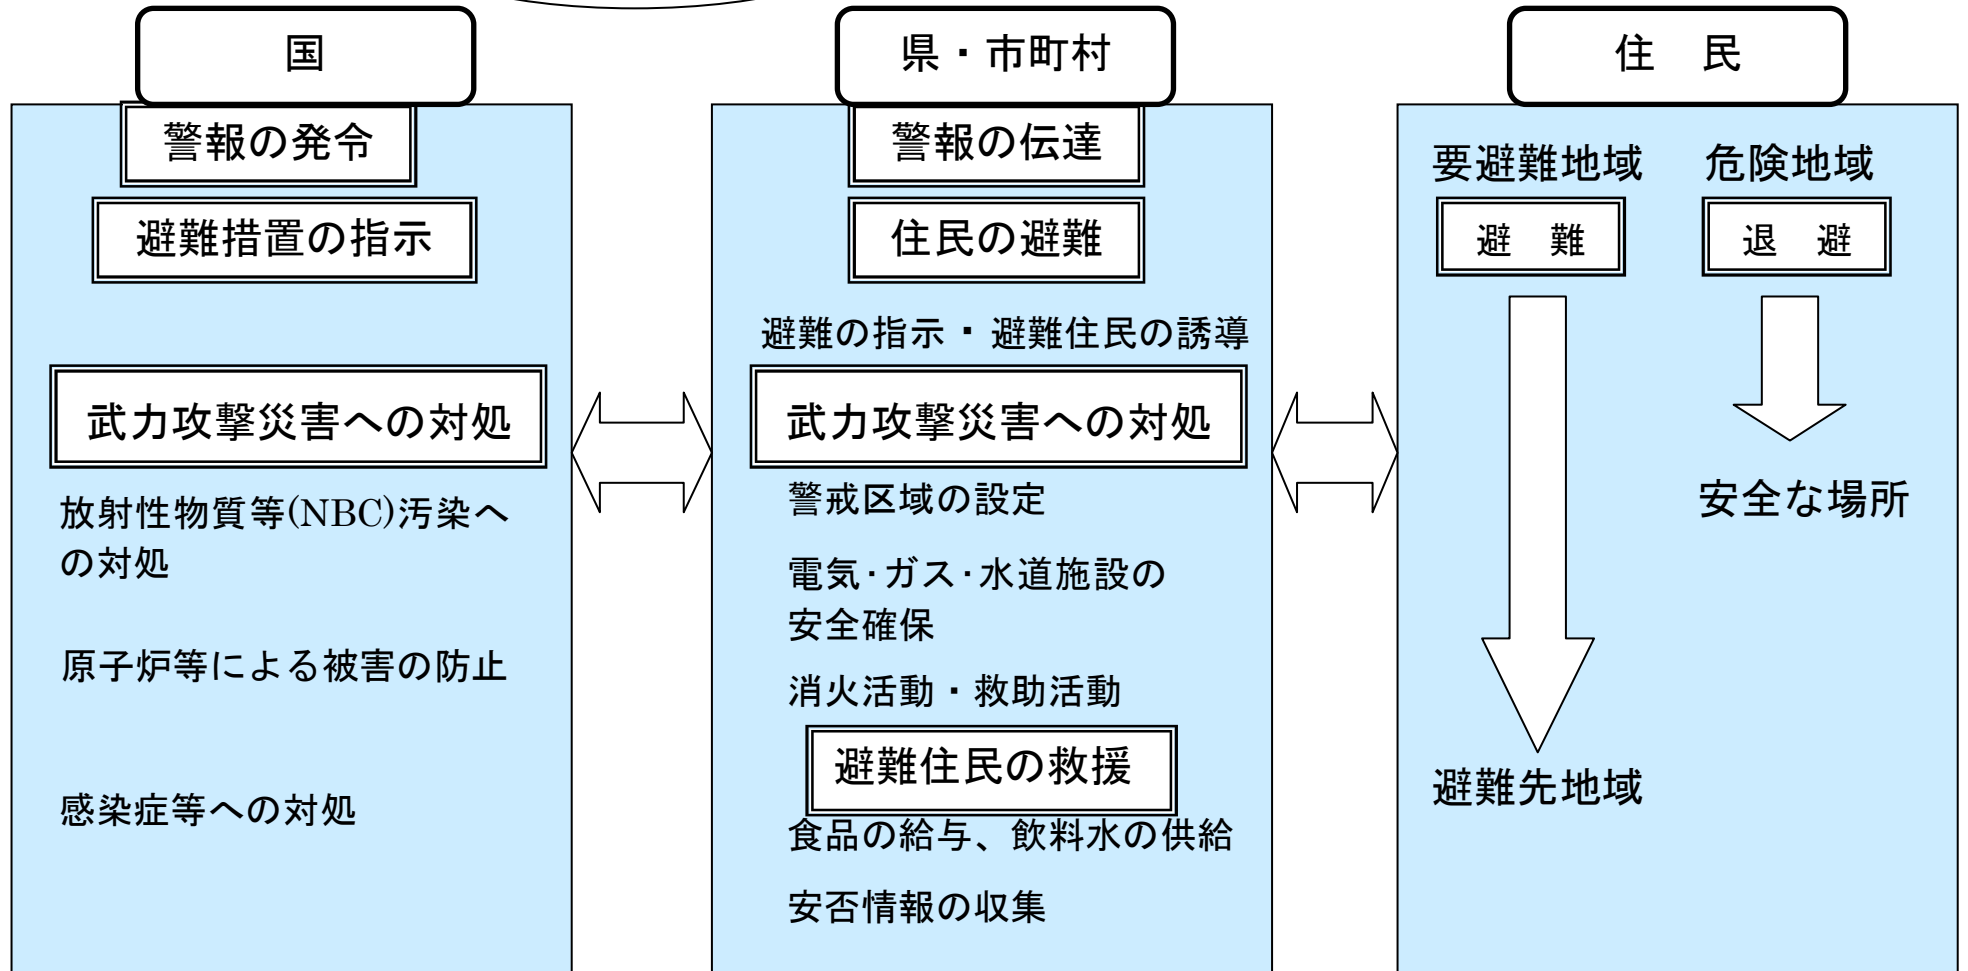 国
警報の発令
避難措置の指示
武力攻撃災害への対処
放射性物質等(NBC)汚染へ
の対処
原子炉等による被害の防止
感染症等への対処
県・市町村
警報の伝達
住民の避難
避難の指示・避難住民の誘導
武力攻撃災害への対処
警戒区域の設定
電気・ガス・水道施設の
安全確保
消火活動・救助活動
避難住民の救援
食品の給与、飲料水の供給
安否情報の収集
住　民
要避難地域
避　難
避難先地域
危険地域
退　避
安全な場所